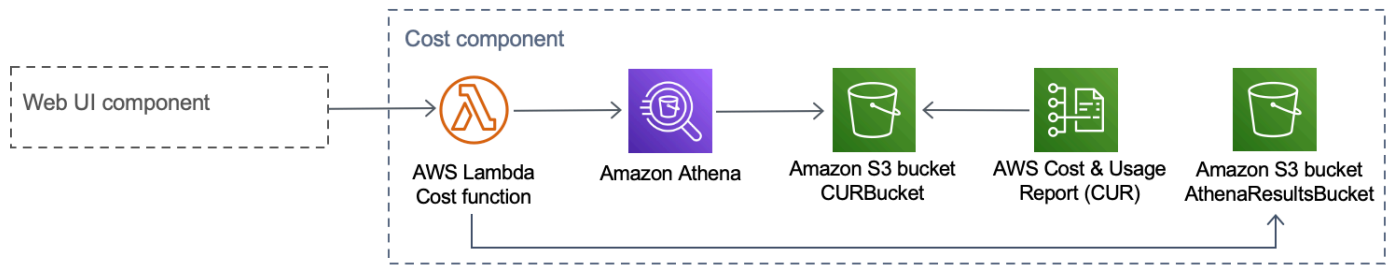 Cost component
Web UI component
AWS Lambda
Cost function
Amazon Athena
Amazon S3 bucket
CURBucket
AWS Cost & Usage
Report (CUR)
Amazon S3 bucket
AthenaResultsBucket